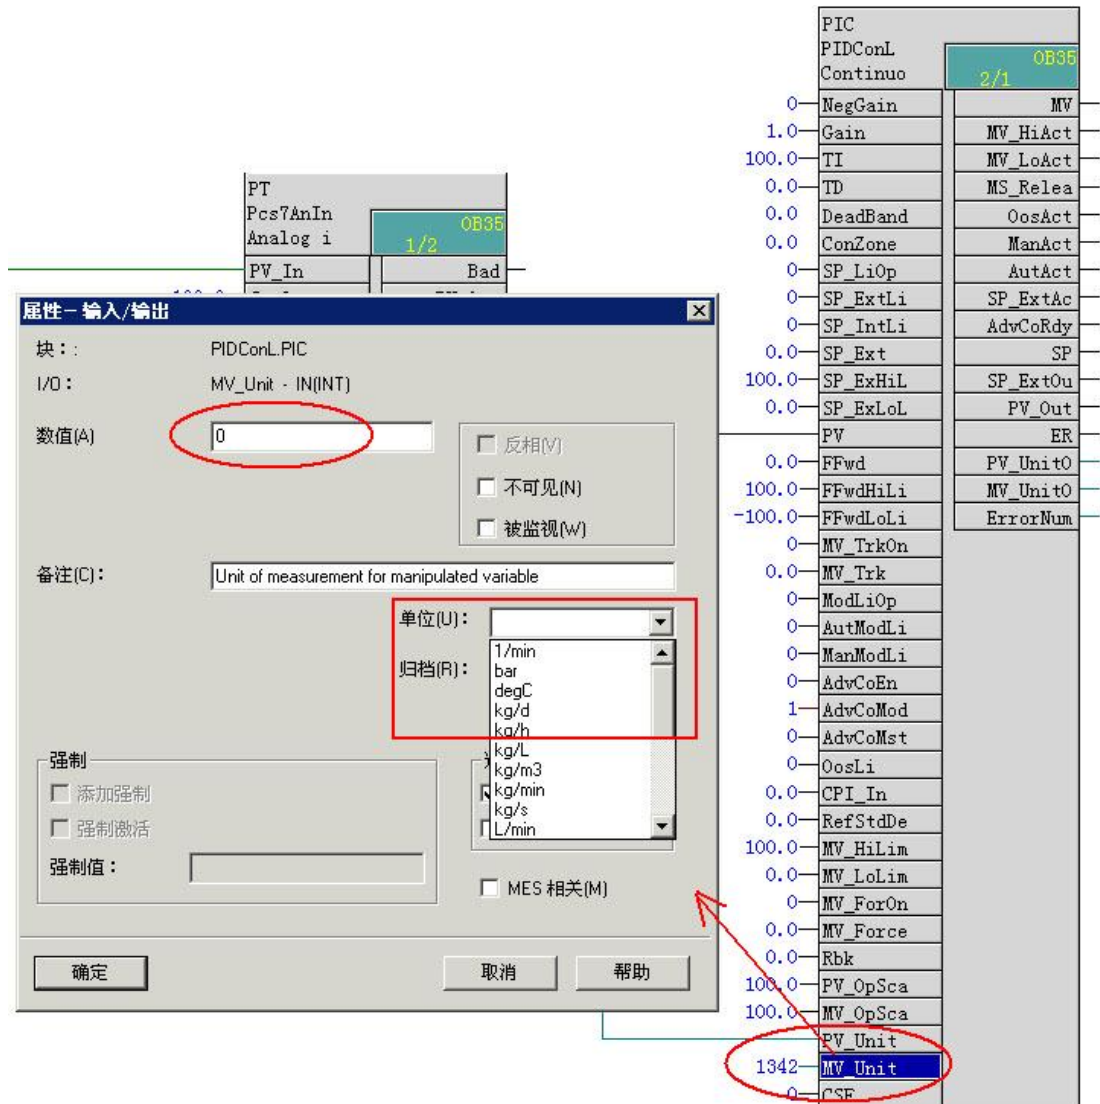 PIC
PIDConL
Continuo
OB35
2/1
0 NegGain MV
1.0 Gain MV_HiAct
100.0 TI MV_LoAct
0.0 TD MS_Relea
0.0 DeadBand OosAct
0.0 ConZone ManAct
0 SP_LiOp AutAct
0 SP_ExtLi SP_ExtAc
0 SP_IntLi AdvCoRdy
0.0 SP_Ext SP
100.0 SP_ExHiL SP_ExtOu
0.0 SP_ExLoL PV_Out
PV ER
0.0 FFwd PV_UnitO
100.0 FFwdHiLi MV_UnitO
-100.0 FFwdLoLi ErrorNum
0 MV_TrkOn
0.0 MV_Trk
0 ModLiOp
0 AutModLi
0 ManModLi
0 AdvCoEn
1 AdvCoMod
0 AdvCoMst
0 OosLi
0.0 CPI_In
0.0 RefStdDe
100.0 MV_HiLim
0.0 MV_LoLim
0 MV_ForOn
0.0 MV_Force
0.0 Rbk
100.0 PV_OpSca
100.0 MV_OpSca
PV_Unit
1342 MV_Unit
PT
Pcs7AnIn
Analog i
OB35
1/2
PV_In Bad
属性 - 输入/输出
块：: PIDConL.PIC
I/O： MV_Unit - IN(INT)
数值(A) 0
反相(V)
不可见(N)
被监视(W)
备注(C)： Unit of measurement for manipulated variable
单位(U)：
归档(R)：
1/min
bar
degC
kg/d
kg/h
kg/L
kg/m3
kg/min
kg/s
L/min
强制
添加强制
强制激活
强制值：
MES 相关(M)
确定
取消
帮助